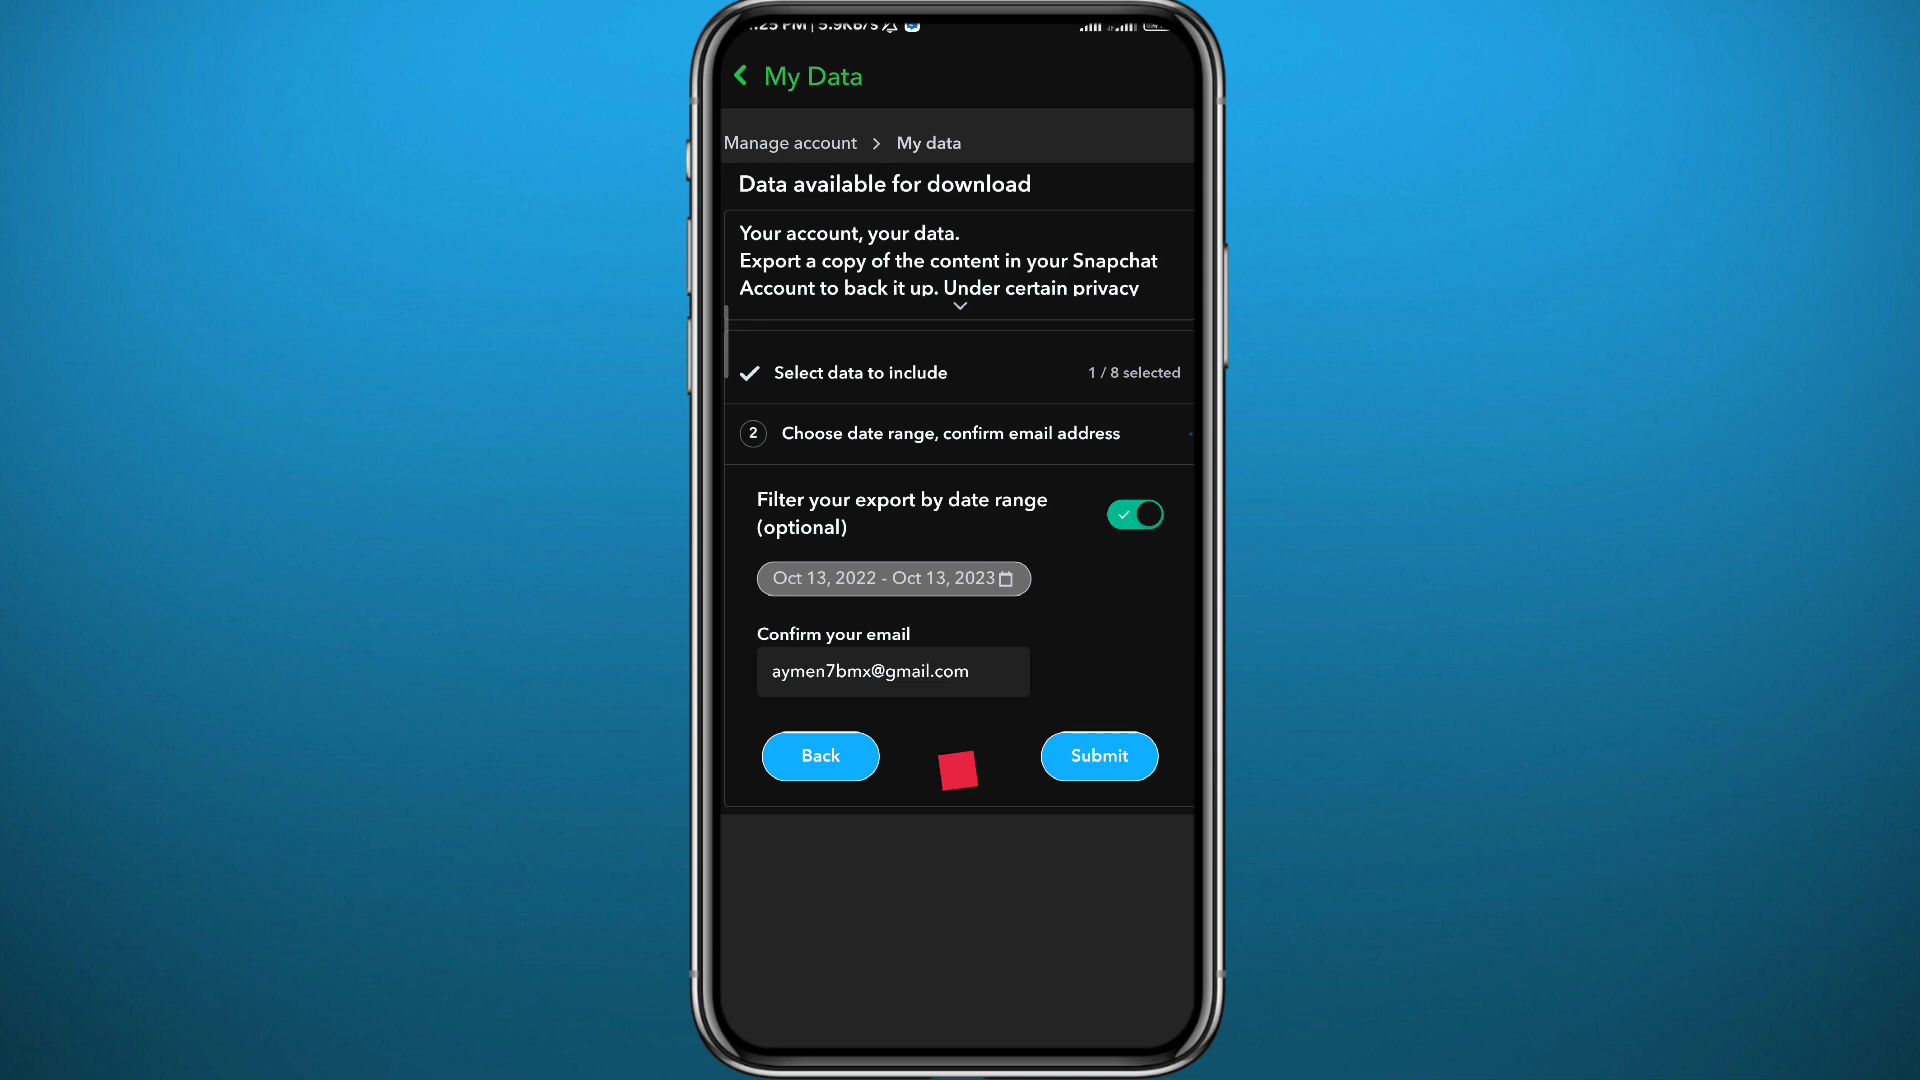 My Data
Manage account > My data
Data available for download
Your account, your data.
Export a copy of the content in your Snapchat
Account to back it up. Under certain privacy
Select data to include 1 / 8 selected
2 Choose date range, confirm email address
Filter your export by date range
(optional)
Oct 13, 2022 - Oct 13, 2023
Confirm your email
aymen7bmx@gmail.com
Back Submit